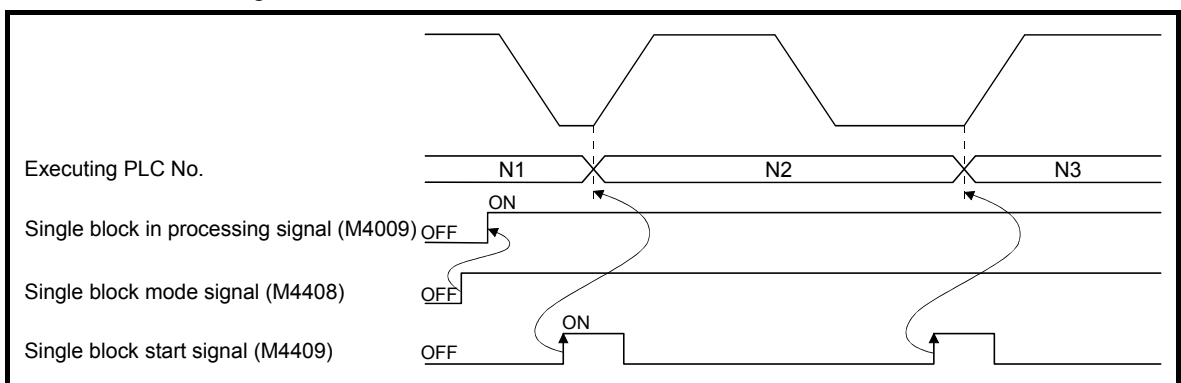 Executing PLC No. N1 N2 N3
ON
Single block in processing signal (M4009) OFF
Single block mode signal (M4408) OFF
ON
Single block start signal (M4409) OFF